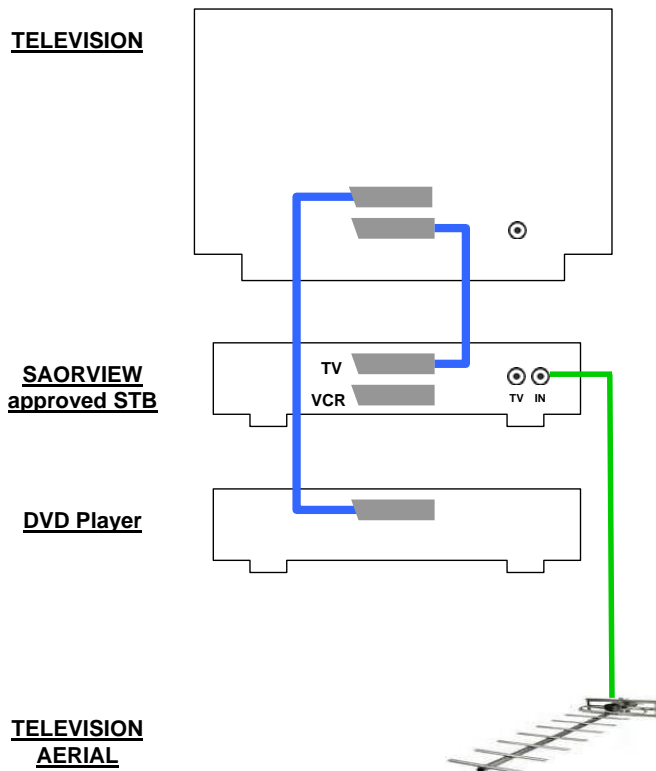 TELEVISION
SAORVIEW
approved STB
TV
VCR
TV IN
DVD Player
TELEVISION
AERIAL